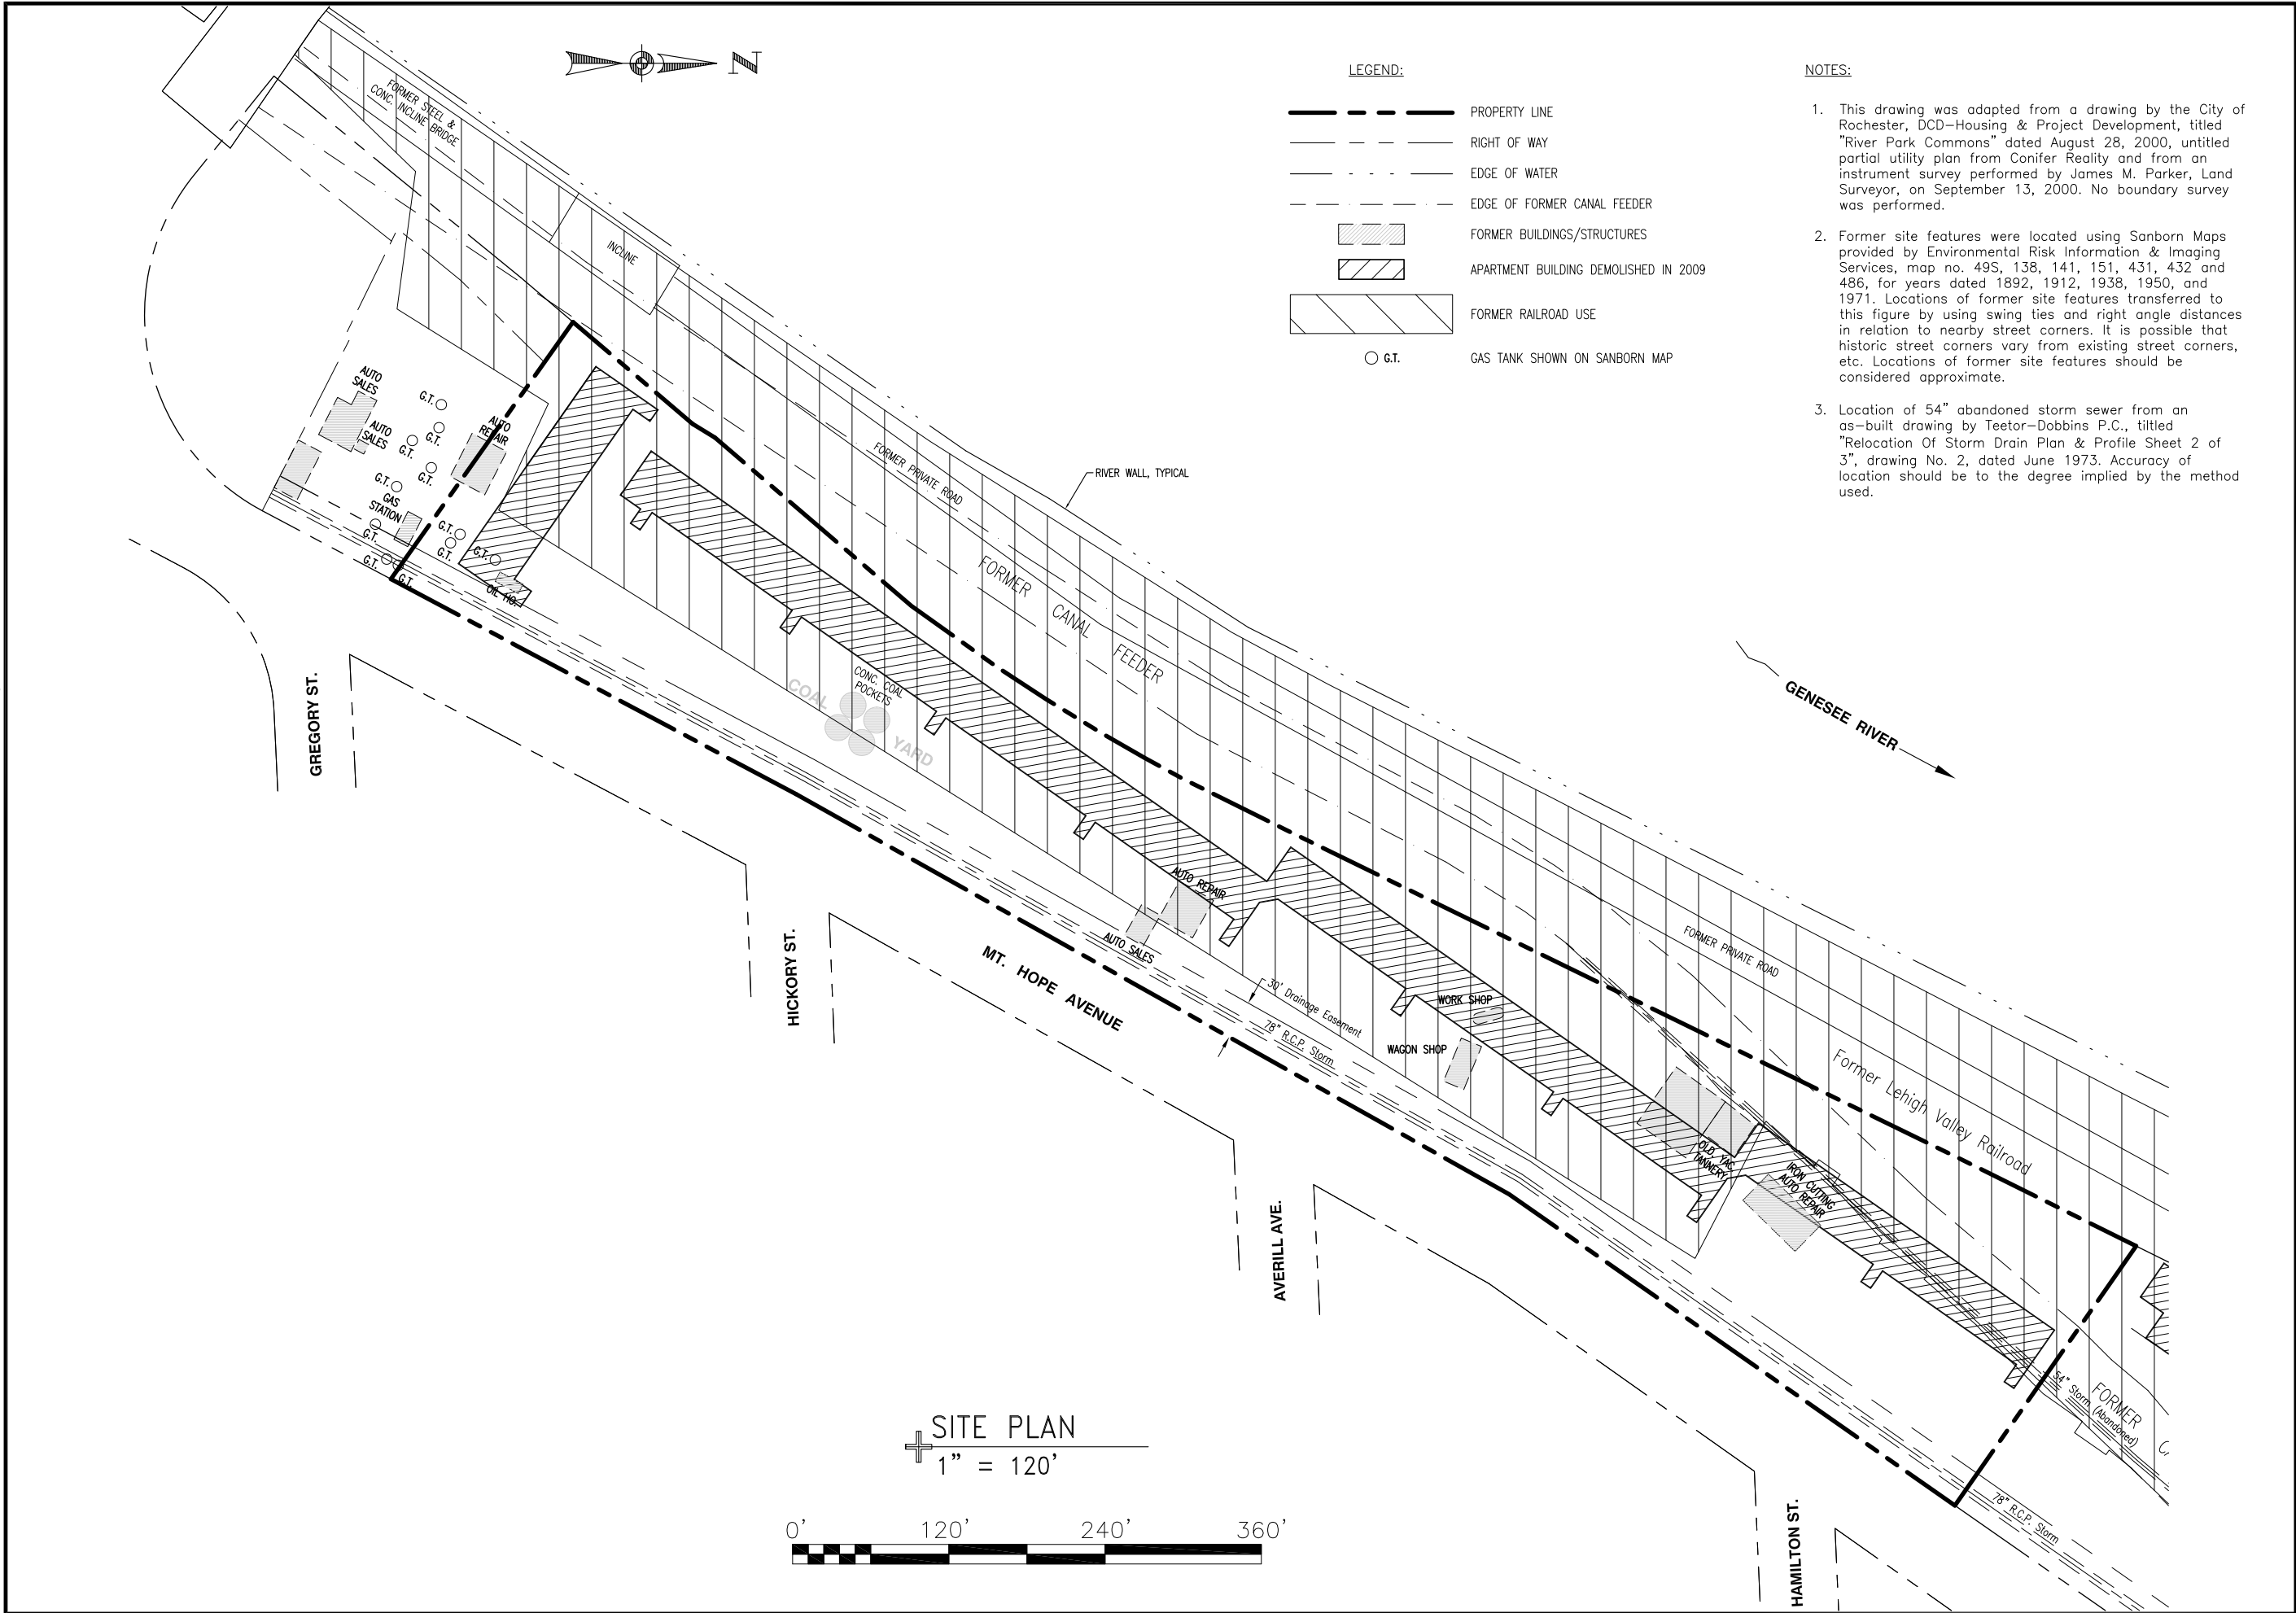 N
LEGEND:
PROPERTY LINE
RIGHT OF WAY
EDGE OF WATER
EDGE OF FORMER CANAL FEEDER
FORMER BUILDINGS/STRUCTURES
APARTMENT BUILDING DEMOLISHED IN 2009
FORMER RAILROAD USE
G.T.
GAS TANK SHOWN ON SANBORN MAP
NOTES:
1. This drawing was adapted from a drawing by the City of
Rochester, DCD-Housing & Project Development, titled
"River Park Commons" dated August 28, 2000, untitled
partial utility plan from Conifer Reality and from an
instrument survey performed by James M. Parker, Land
Surveyor, on September 13, 2000. No boundary survey
was performed.
2. Former site features were located using Sanborn Maps
provided by Environmental Risk Information & Imaging
Services, map no. 49S, 138, 141, 151, 431, 432 and
486, for years dated 1892, 1912, 1938, 1950, and
1971. Locations of former site features transferred to
this figure by using swing ties and right angle distances
in relation to nearby street corners. It is possible that
historic street corners vary from existing street corners,
etc. Locations of former site features should be
considered approximate.
3. Location of 54" abandoned storm sewer from an
as-built drawing by Teetor-Dobbins P.C., tiltled
"Relocation Of Storm Drain Plan & Profile Sheet 2 of
3", drawing No. 2, dated June 1973. Accuracy of
location should be to the degree implied by the method
used.
FORMER STEEL &
CONC. INCLINE BRIDGE
INCLINE
AUTO
SALES
AUTO
SALES
G.T.
G.T.
G.T.
G.T.
G.T.
AUTO
REPAIR
GAS
STATION
G.T.
G.T.
G.T.
G.T.
G.T.
G.T.
OIL HO.
FORMER PRIVATE ROAD
RIVER WALL, TYPICAL
FORMER CANAL FEEDER
CONC. COAL
POCKETS
COAL YARD
GENESEE RIVER
GREGORY ST.
HICKORY ST.
MT. HOPE AVENUE
AUTO REPAIR
AUTO SALES
30' Drainage Easement
78" R.C.P. Storm
WORK SHOP
WAGON SHOP
FORMER PRIVATE ROAD
Former Lehigh Valley Railroad
OLD. YAC.
TANNERY
IRON CUTTING
AUTO REPAIR
AVERILL AVE.
54" Storm (Abandoned)
FORMER
78" R.C.P. Storm
HAMILTON ST.
SITE PLAN
1" = 120'
0' 120' 240' 360'